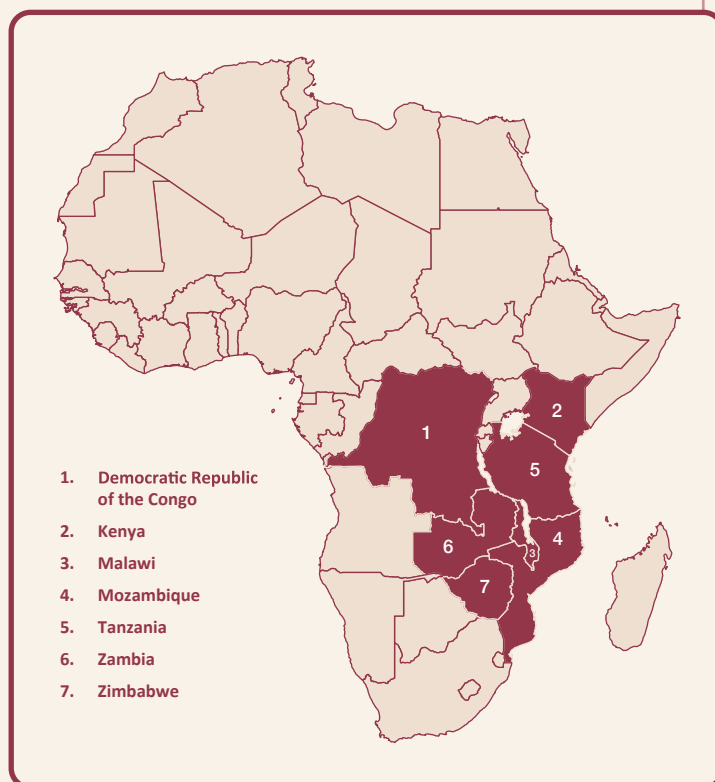 1
2
5
4
3
6
7
1. Democratic Republic
of the Congo
2. Kenya
3. Malawi
4. Mozambique
5. Tanzania
6. Zambia
7. Zimbabwe